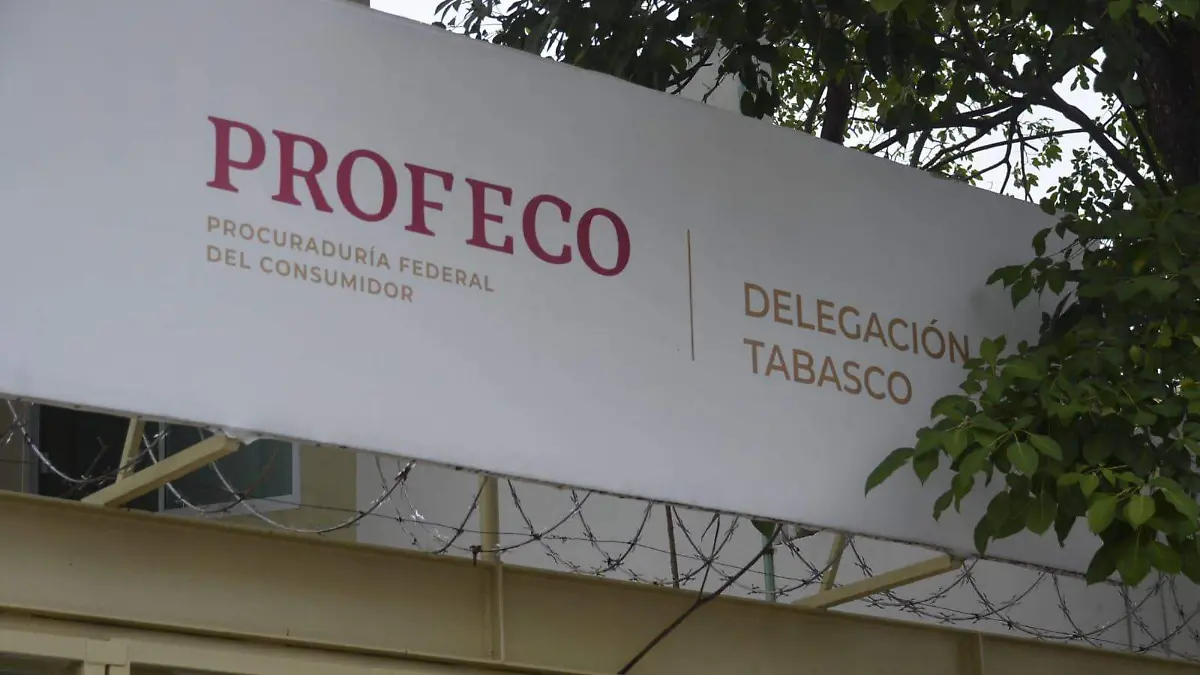 PROFECO
PROCURADURÍA FEDERAL
DEL CONSUMIDOR
DELEGACIÓN
TABASCO